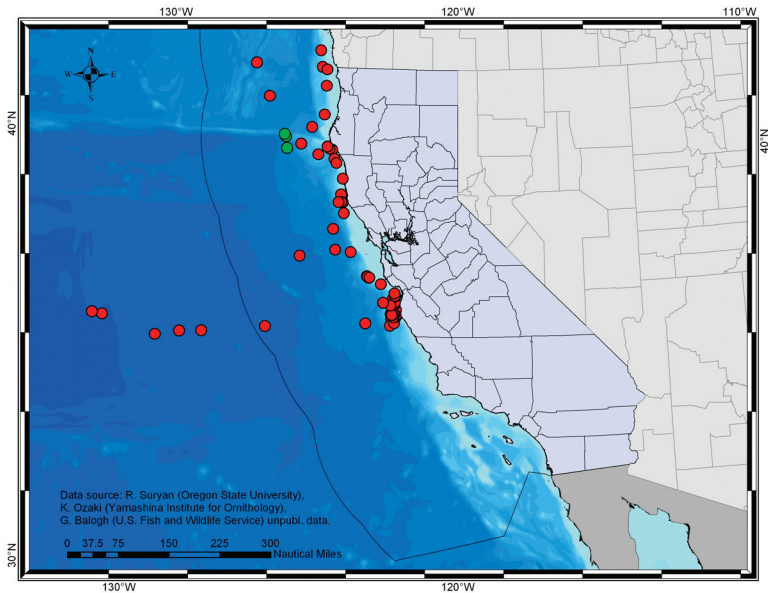 130°W 120°W 110°W
N
W E
S
40°N 40°N
Data source: R. Suryan (Oregon State University),
K. Ozaki (Yamashina Institute for Ornithology),
G. Balogh (U.S. Fish and Wildlife Service) unpubl. data.
0 37.5 75 150 225 300
Nautical Miles
30°N
130°W 120°W